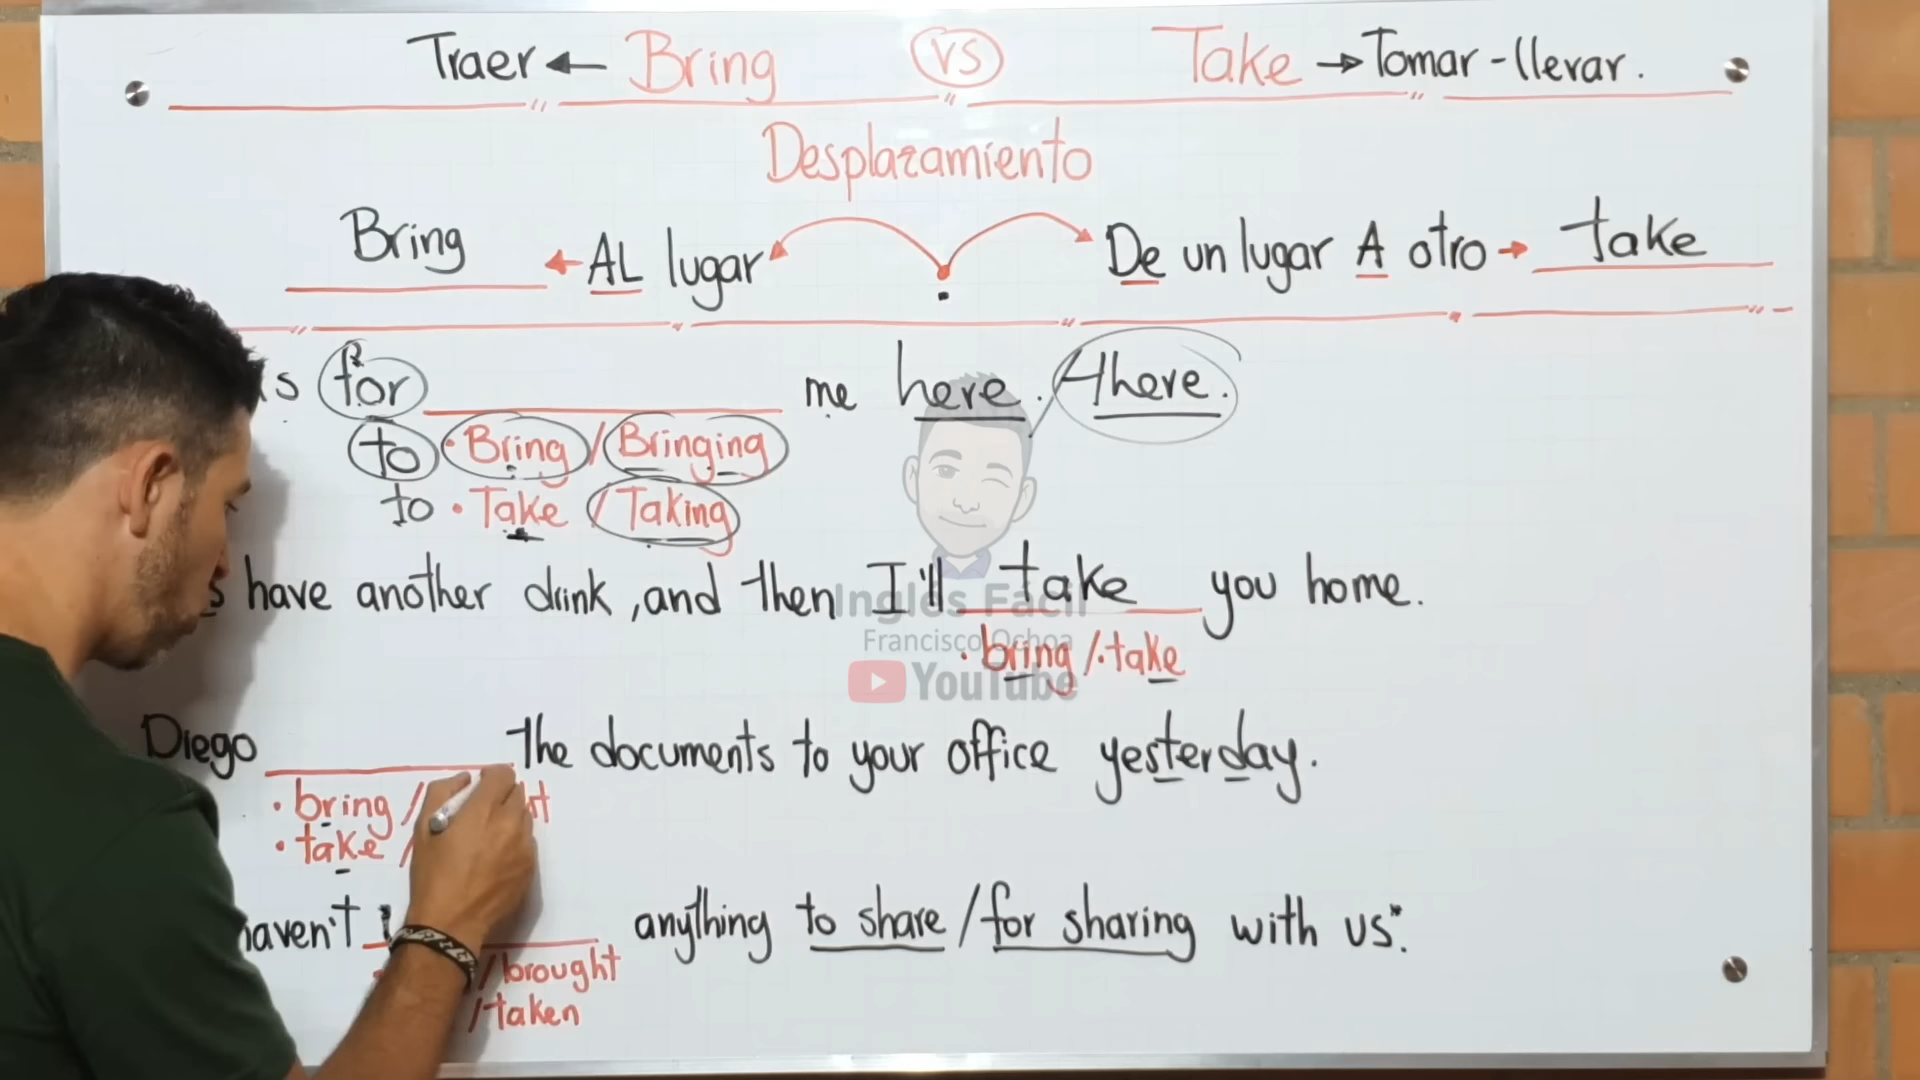 Traer ← Bring VS Take → Tomar - llevar.
Desplazamiento
Bring ← AL lugar De un lugar A otro → take
s for me here. / there.
to • Bring / Bringing
to • Take / Taking
have another drink, and then I'll take you home.
• bring / • take
Inglés Fácil
Francisco Ochoa
YouTube
Diego the documents to your office yesterday.
• bring /
• take /
haven't anything to share / for sharing with us".
/ brought
/ taken